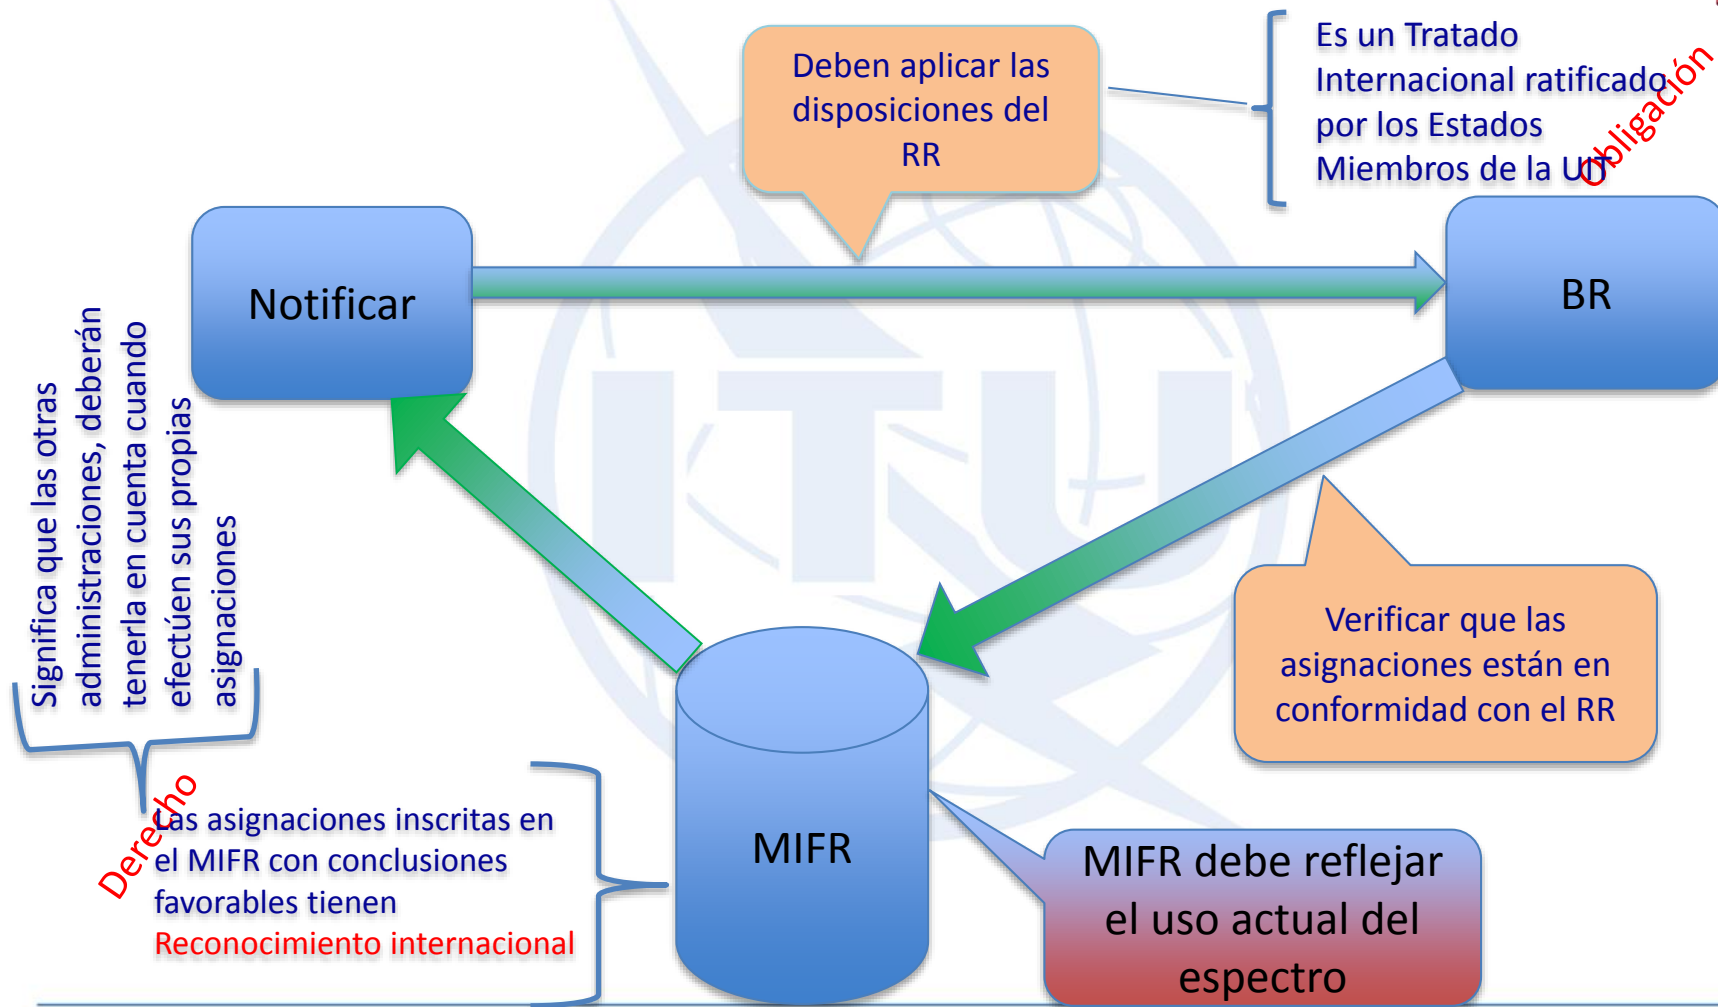 Deben aplicar las
disposiciones del
RR
Es un Tratado
Internacional ratificado
por los Estados
Miembros de la UIT
Obligación
Notificar
BR
ITU
Significa que las otras
administraciones, deberán
tenerla en cuenta cuando
efectúen sus propias
asignaciones
Verificar que las
asignaciones están en
conformidad con el RR
Derecho
Las asignaciones inscritas en
el MIFR con conclusiones
favorables tienen
Reconocimiento internacional
MIFR
MIFR debe reflejar
el uso actual del
espectro